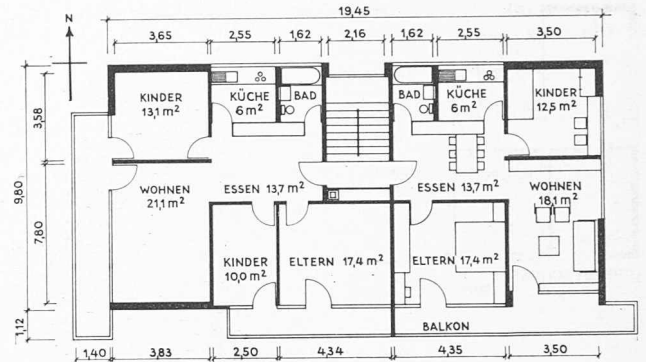 19,45
N
3,65 2,55 1,62 2,16 1,62 2,55 3,50
KINDER
13,1 m²
KÜCHE
6 m²
BAD
BAD
KÜCHE
6 m²
KINDER
12,5 m²
3,58
9,80
7,80
1,12
WOHNEN
21,1 m²
ESSEN 13,7 m²
ESSEN 13,7 m²
WOHNEN
18,1 m²
KINDER
10,0 m²
ELTERN 17,4 m²
ELTERN 17,4 m²
BALKON
1,40 3,83 2,50 4,34 4,35 3,50